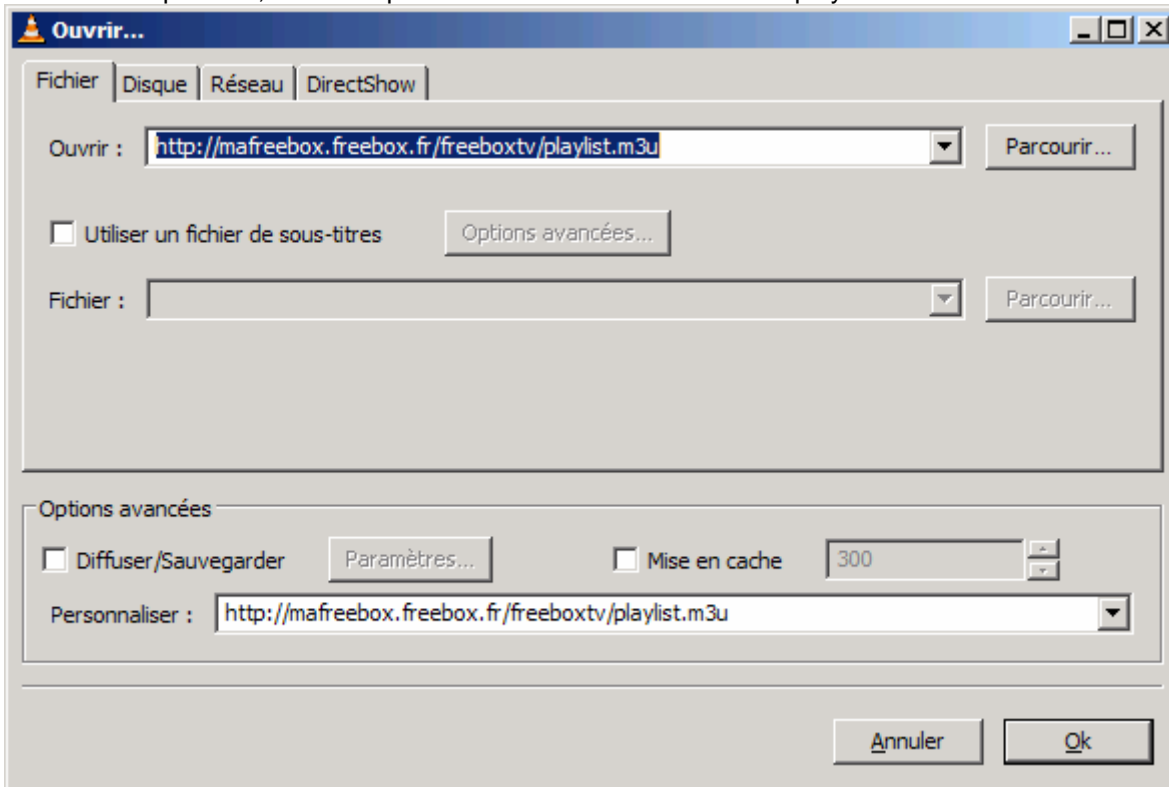 Ouvrir...
Fichier Disque Réseau DirectShow
Ouvrir : http://mafreebox.freebox.fr/freeboxtv/playlist.m3u Parcourir...
Utiliser un fichier de sous-titres Options avancées...
Fichier : Parcourir...
Options avancées
Diffuser/Sauvegarder Paramètres... Mise en cache 300
Personnaliser : http://mafreebox.freebox.fr/freeboxtv/playlist.m3u
Annuler Ok